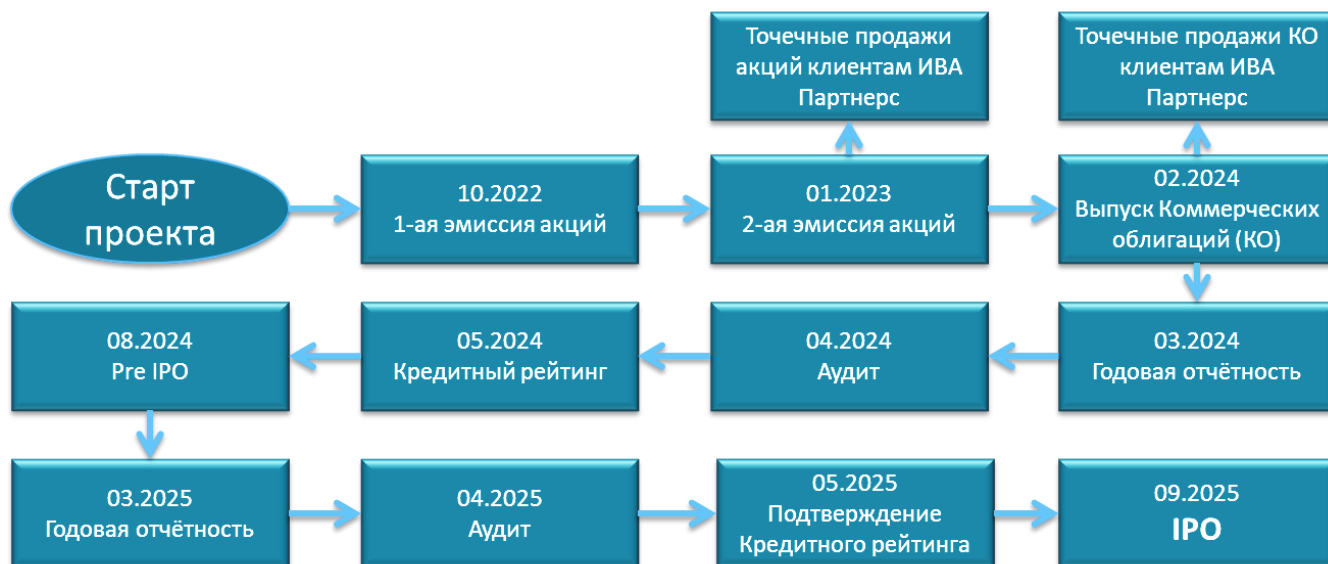 Точечные продажи
акций клиентам ИВА
Партнерс
Точечные продажи КО
клиентам ИВА
Партнерс
Старт
проекта
10.2022
1-ая эмиссия акций
01.2023
2-ая эмиссия акций
02.2024
Выпуск Коммерческих
облигаций (КО)
08.2024
Pre IPO
05.2024
Кредитный рейтинг
04.2024
Аудит
03.2024
Годовая отчётность
03.2025
Годовая отчётность
04.2025
Аудит
05.2025
Подтверждение
Кредитного рейтинга
09.2025
IPO